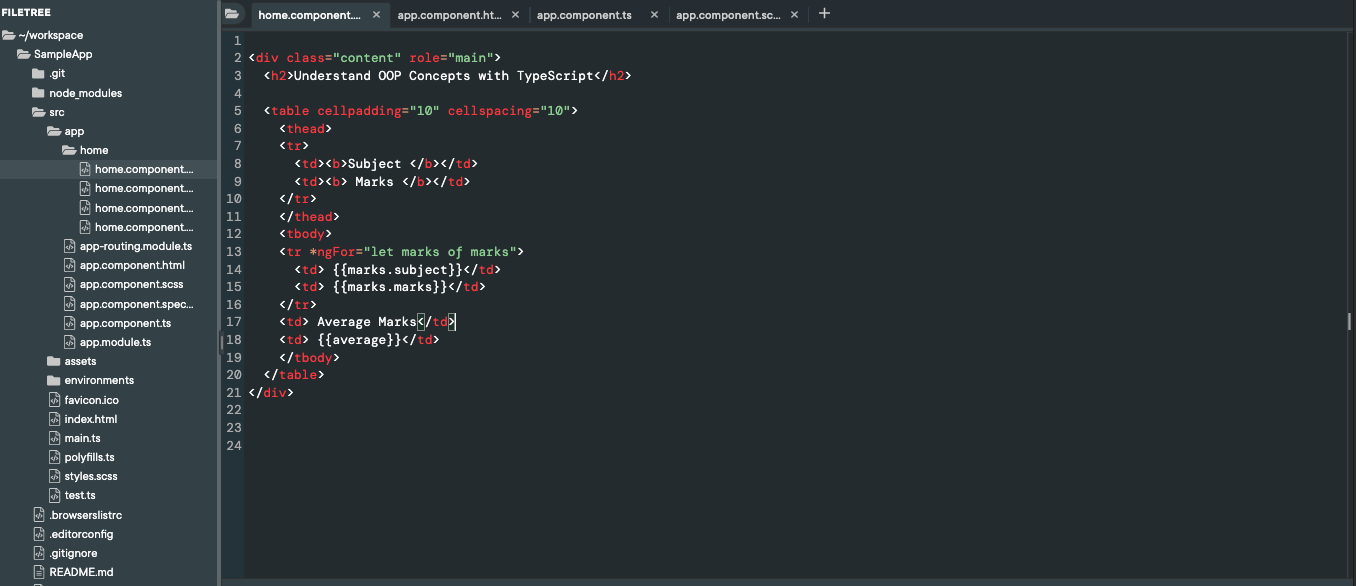 FILETREE
~/workspace
SampleApp
.git
node_modules
src
app
home
home.component....
home.component....
home.component....
home.component....
app-routing.module.ts
app.component.html
app.component.scss
app.component.spec...
app.component.ts
app.module.ts
assets
environments
favicon.ico
index.html
main.ts
polyfills.ts
styles.scss
test.ts
.browserslistrc
.editorconfig
.gitignore
README.md
home.component.... × app.component.ht... × app.component.ts × app.component.sc... × +
1
2 <div class="content" role="main">
3   <h2>Understand OOP Concepts with TypeScript</h2>
4
5   <table cellpadding="10" cellspacing="10">
6     <thead>
7     <tr>
8       <td><b>Subject </b></td>
9       <td><b> Marks </b></td>
10     </tr>
11     </thead>
12     <tbody>
13     <tr *ngFor="let marks of marks">
14       <td> {{marks.subject}}</td>
15       <td> {{marks.marks}}</td>
16     </tr>
17     <td> Average Marks</td>
18     <td> {{average}}</td>
19     </tbody>
20   </table>
21 </div>
22
23
24